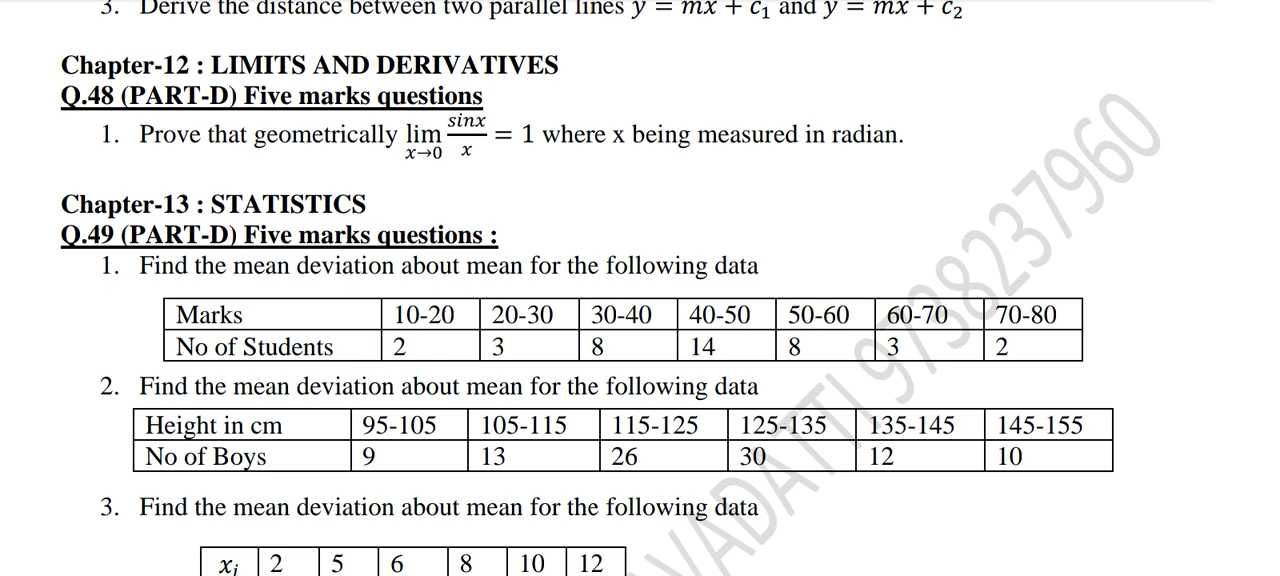 3. Derive the distance between two parallel lines y = mx + c₁ and y = mx + c₂
Chapter-12 : LIMITS AND DERIVATIVES
Q.48 (PART-D) Five marks questions
1. Prove that geometrically lim x→0 sinx/x = 1 where x being measured in radian.
Chapter-13 : STATISTICS
Q.49 (PART-D) Five marks questions :
1. Find the mean deviation about mean for the following data
Marks 10-20 20-30 30-40 40-50 50-60 60-70 70-80
No of Students 2 3 8 14 8 3 2
2. Find the mean deviation about mean for the following data
Height in cm 95-105 105-115 115-125 125-135 135-145 145-155
No of Boys 9 13 26 30 12 10
3. Find the mean deviation about mean for the following data
xᵢ 2 5 6 8 10 12
9738237960